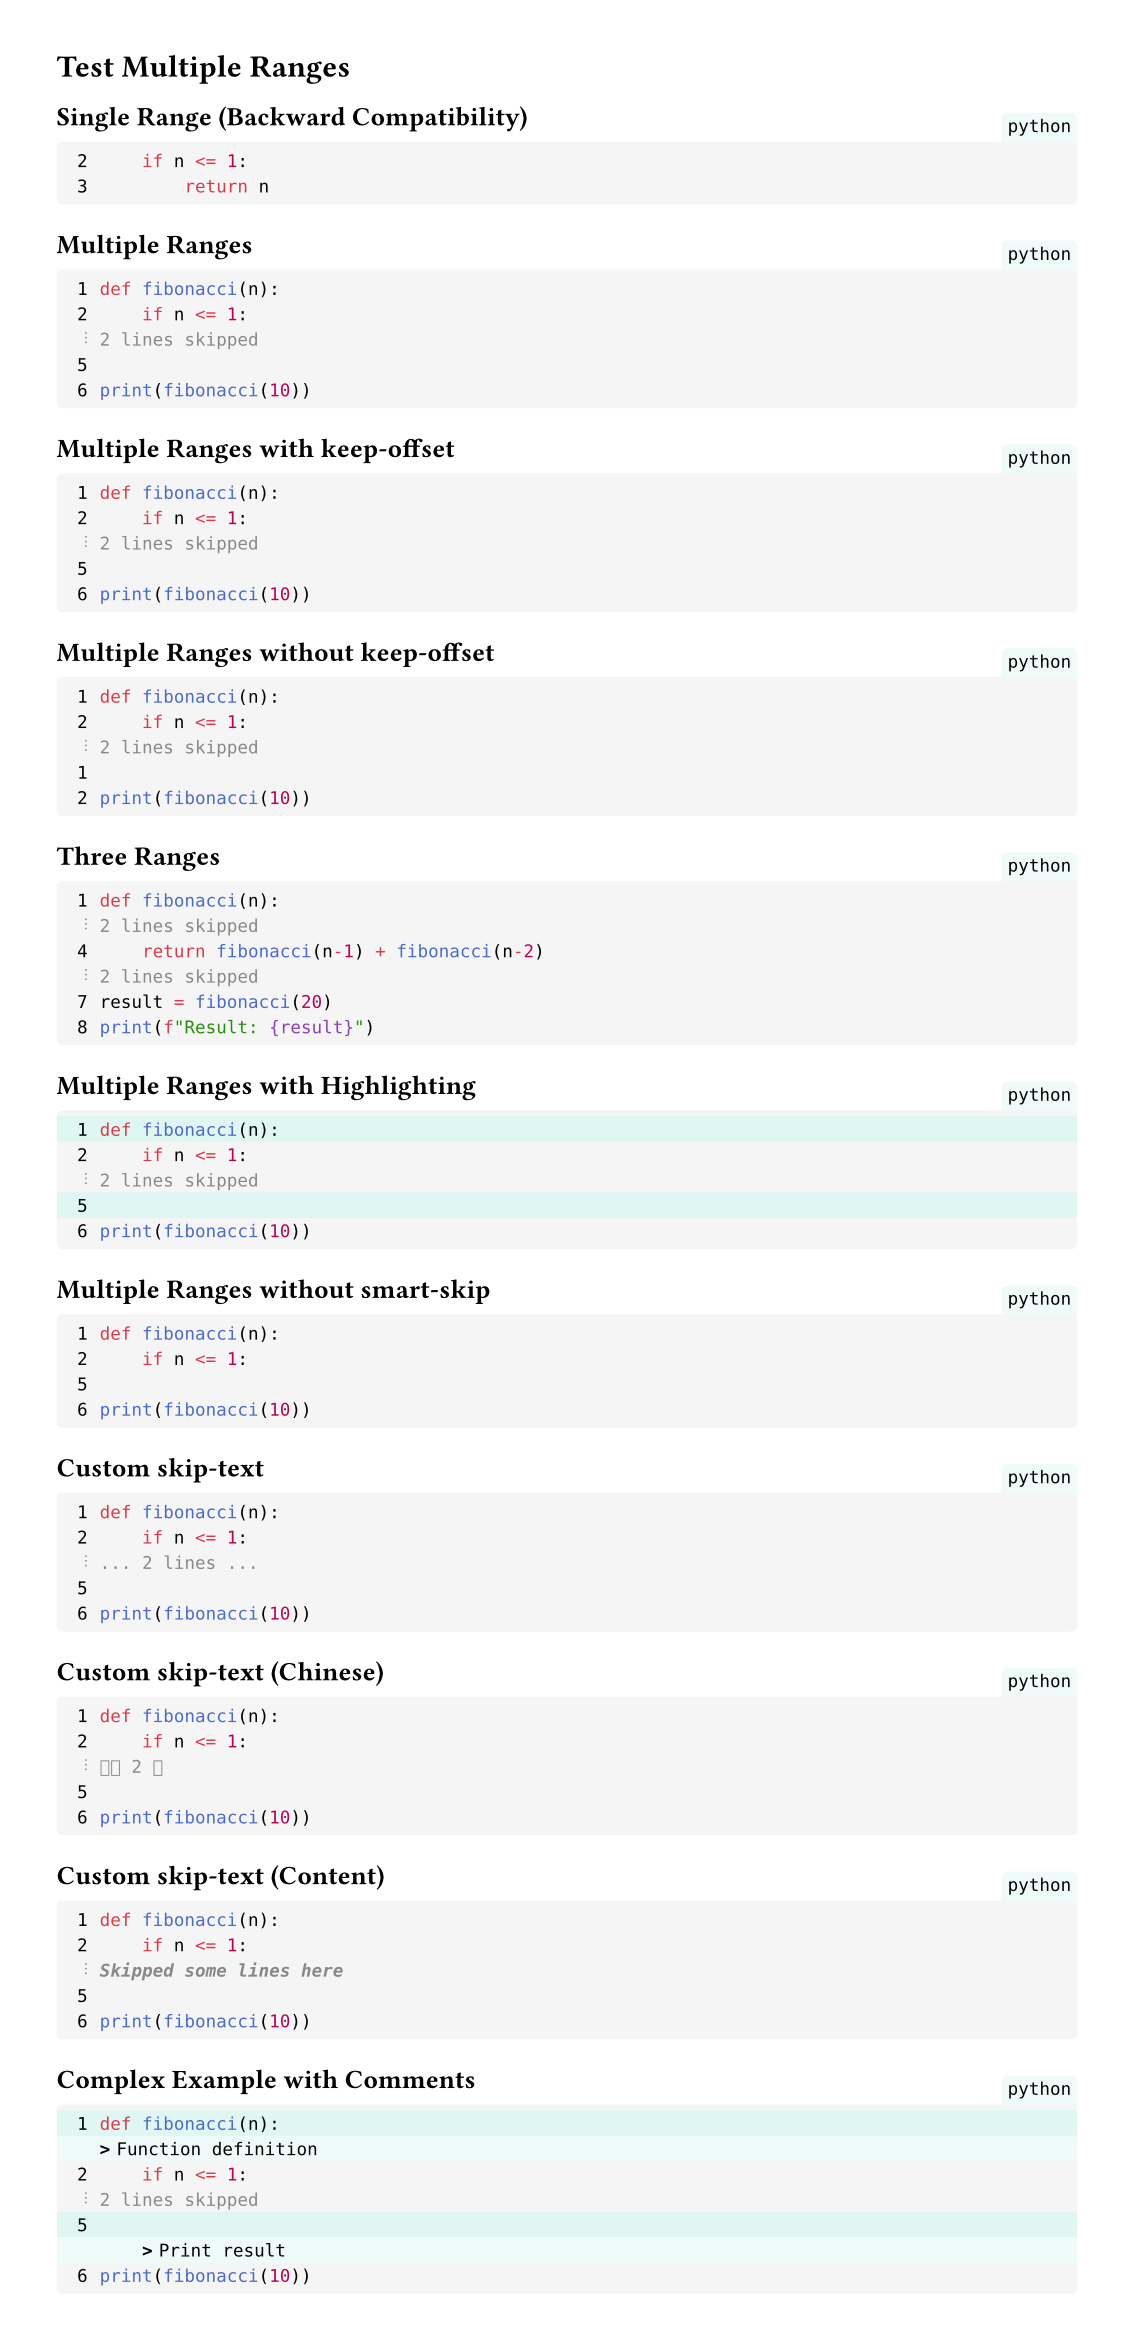 Test Multiple Ranges
Single Range (Backward Compatibility)
python
2     if n <= 1:
3         return n
Multiple Ranges
python
1 def fibonacci(n):
2     if n <= 1:
⋮ 2 lines skipped
5
6 print(fibonacci(10))
Multiple Ranges with keep-offset
python
1 def fibonacci(n):
2     if n <= 1:
⋮ 2 lines skipped
5
6 print(fibonacci(10))
Multiple Ranges without keep-offset
python
1 def fibonacci(n):
2     if n <= 1:
⋮ 2 lines skipped
1
2 print(fibonacci(10))
Three Ranges
python
1 def fibonacci(n):
⋮ 2 lines skipped
4     return fibonacci(n-1) + fibonacci(n-2)
⋮ 2 lines skipped
7 result = fibonacci(20)
8 print(f"Result: {result}")
Multiple Ranges with Highlighting
python
1 def fibonacci(n):
2     if n <= 1:
⋮ 2 lines skipped
5
6 print(fibonacci(10))
Multiple Ranges without smart-skip
python
1 def fibonacci(n):
2     if n <= 1:
5
6 print(fibonacci(10))
Custom skip-text
python
1 def fibonacci(n):
2     if n <= 1:
⋮ ... 2 lines ...
5
6 print(fibonacci(10))
Custom skip-text (Chinese)
python
1 def fibonacci(n):
2     if n <= 1:
⋮ 2
5
6 print(fibonacci(10))
Custom skip-text (Content)
python
1 def fibonacci(n):
2     if n <= 1:
⋮ Skipped some lines here
5
6 print(fibonacci(10))
Complex Example with Comments
python
1 def fibonacci(n):
> Function definition
2     if n <= 1:
⋮ 2 lines skipped
5
> Print result
6 print(fibonacci(10))